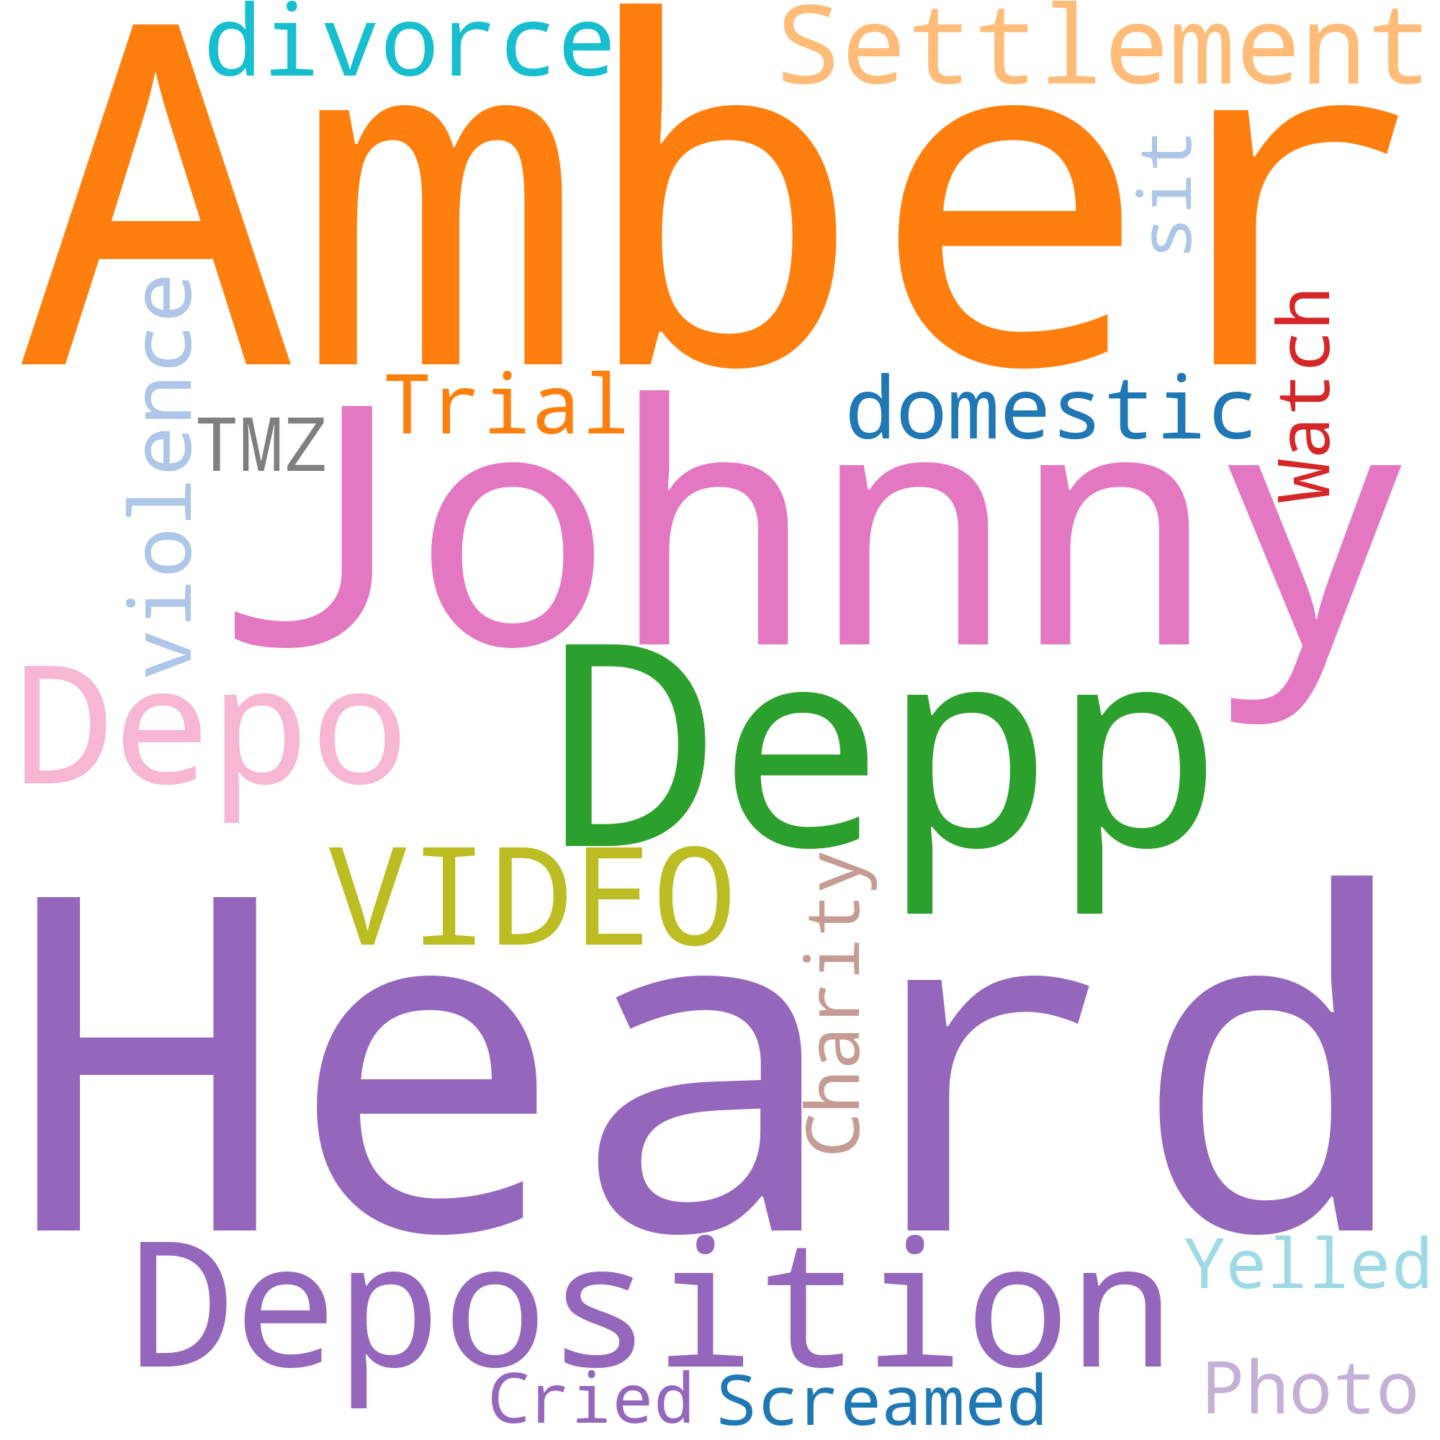 divorce
Settlement
Amber
sit
violence
Watch
Trial
domestic
TMZ
Johnny
Depo
Depp
VIDEO
Charity
Heard
Deposition
Yelled
Cried
Screamed
Photo